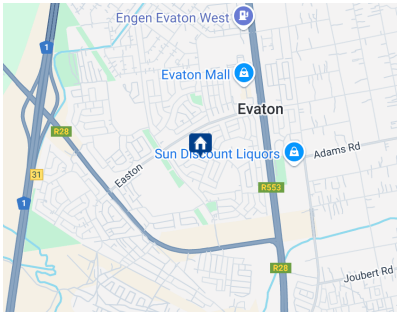 Engen Evaton West
1
Evaton Mall
Evaton
R28
Sun Discount Liquors
Adams Rd
Easton
31
R553
1
R28
Joubert Rd